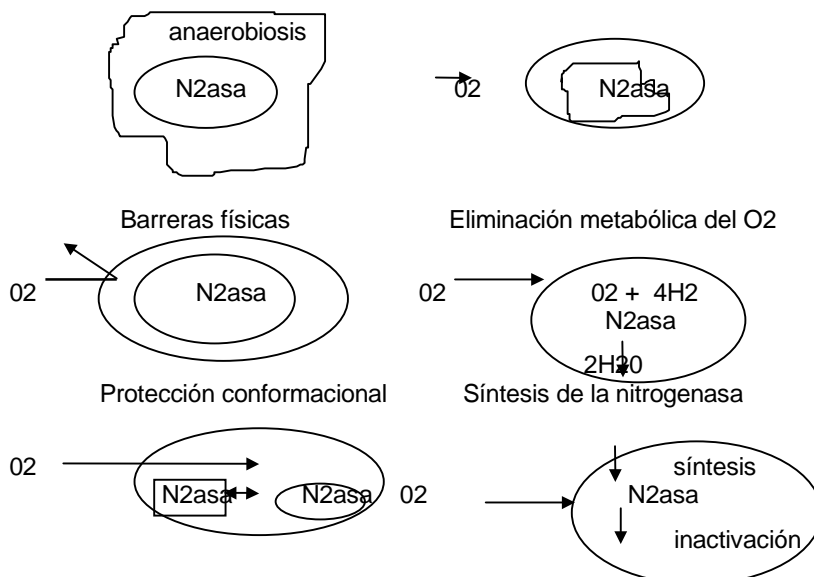 anaerobiosis
N2asa
02
N2asa
Barreras físicas
Eliminación metabólica del O2
02
N2asa
02
02 + 4H2
N2asa
2H20
Protección conformacional
Síntesis de la nitrogenasa
02
N2asa
N2asa
02
síntesis
N2asa
inactivación